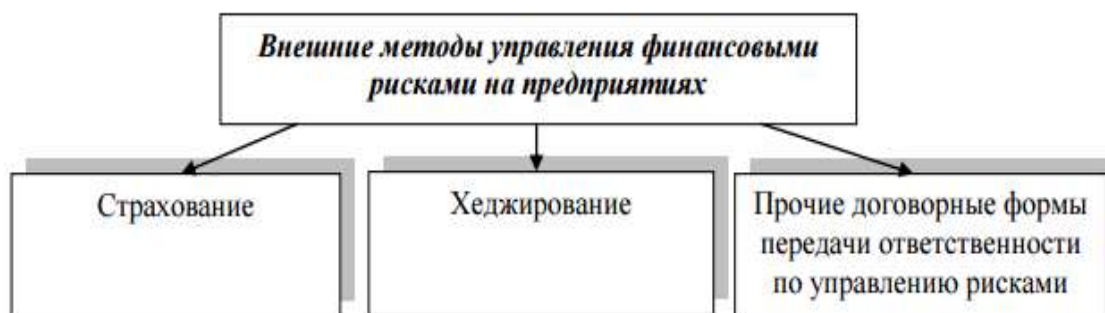 Внешние методы управления финансовыми
рисками на предприятиях
Страхование
Хеджирование
Прочие договорные формы
передачи ответственности
по управлению рисками